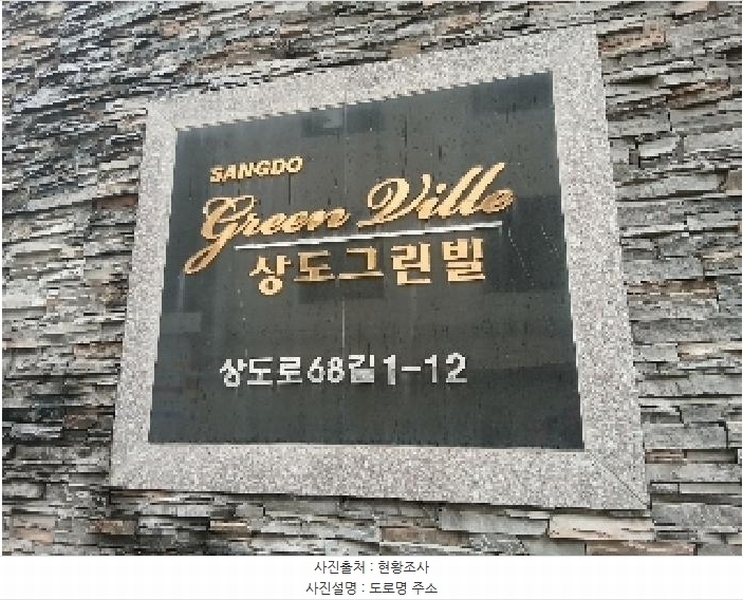 SANGDO
Green Ville
상도그린빌
상도로68길1-12
사진출처 : 현황조사
사진설명 : 도로명 주소